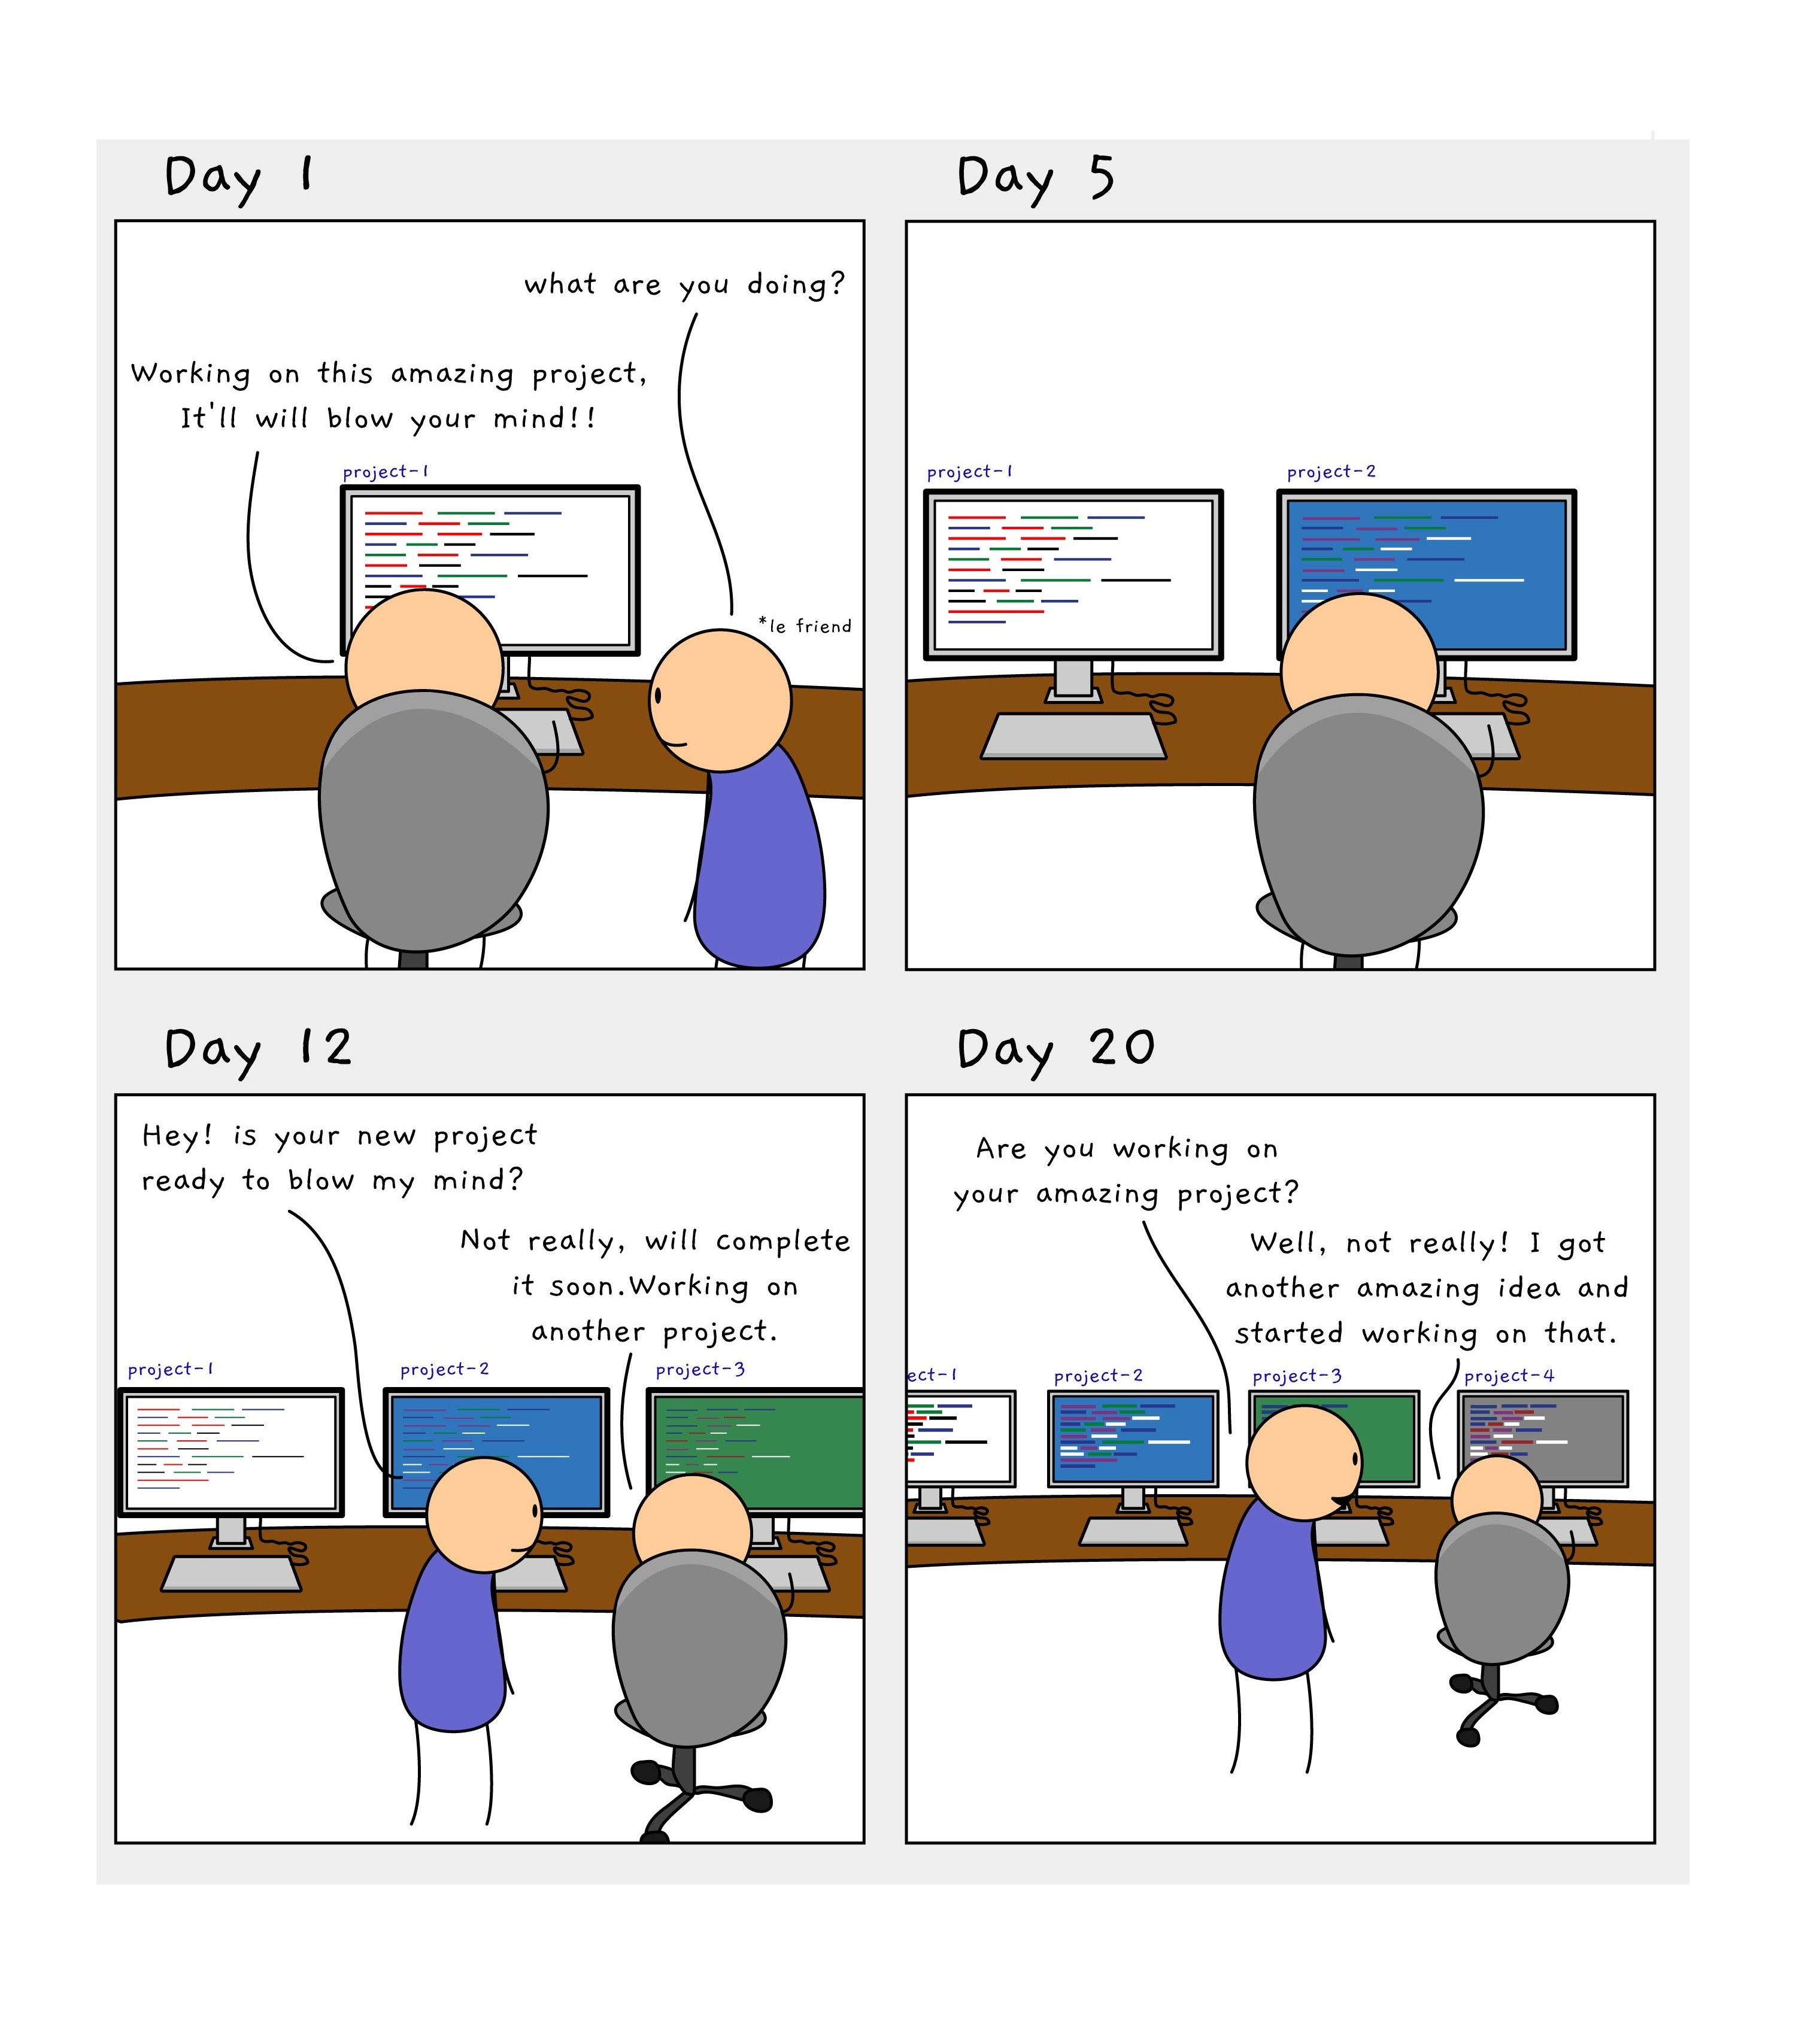 Day 1
what are you doing?
Working on this amazing project,
It'll will blow your mind!!
project-1
*le friend
Day 5
project-1
project-2
Day 12
Hey! is your new project
ready to blow my mind?
Not really, will complete
it soon.Working on
another project.
project-1
project-2
project-3
Day 20
Are you working on
your amazing project?
Well, not really! I got
another amazing idea and
started working on that.
ect-1
project-2
project-3
project-4